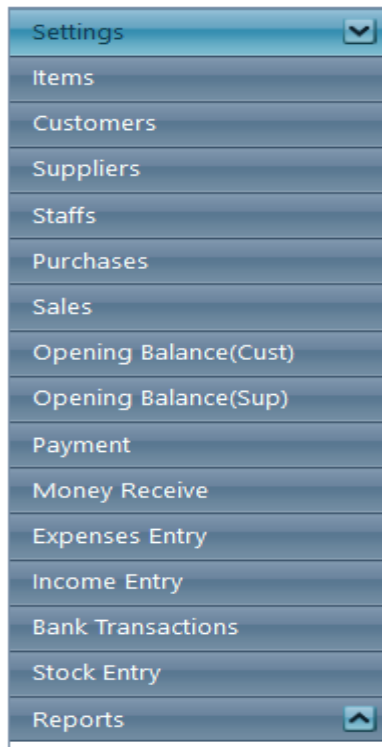 Settings
Items
Customers
Suppliers
Staffs
Purchases
Sales
Opening Balance(Cust)
Opening Balance(Sup)
Payment
Money Receive
Expenses Entry
Income Entry
Bank Transactions
Stock Entry
Reports